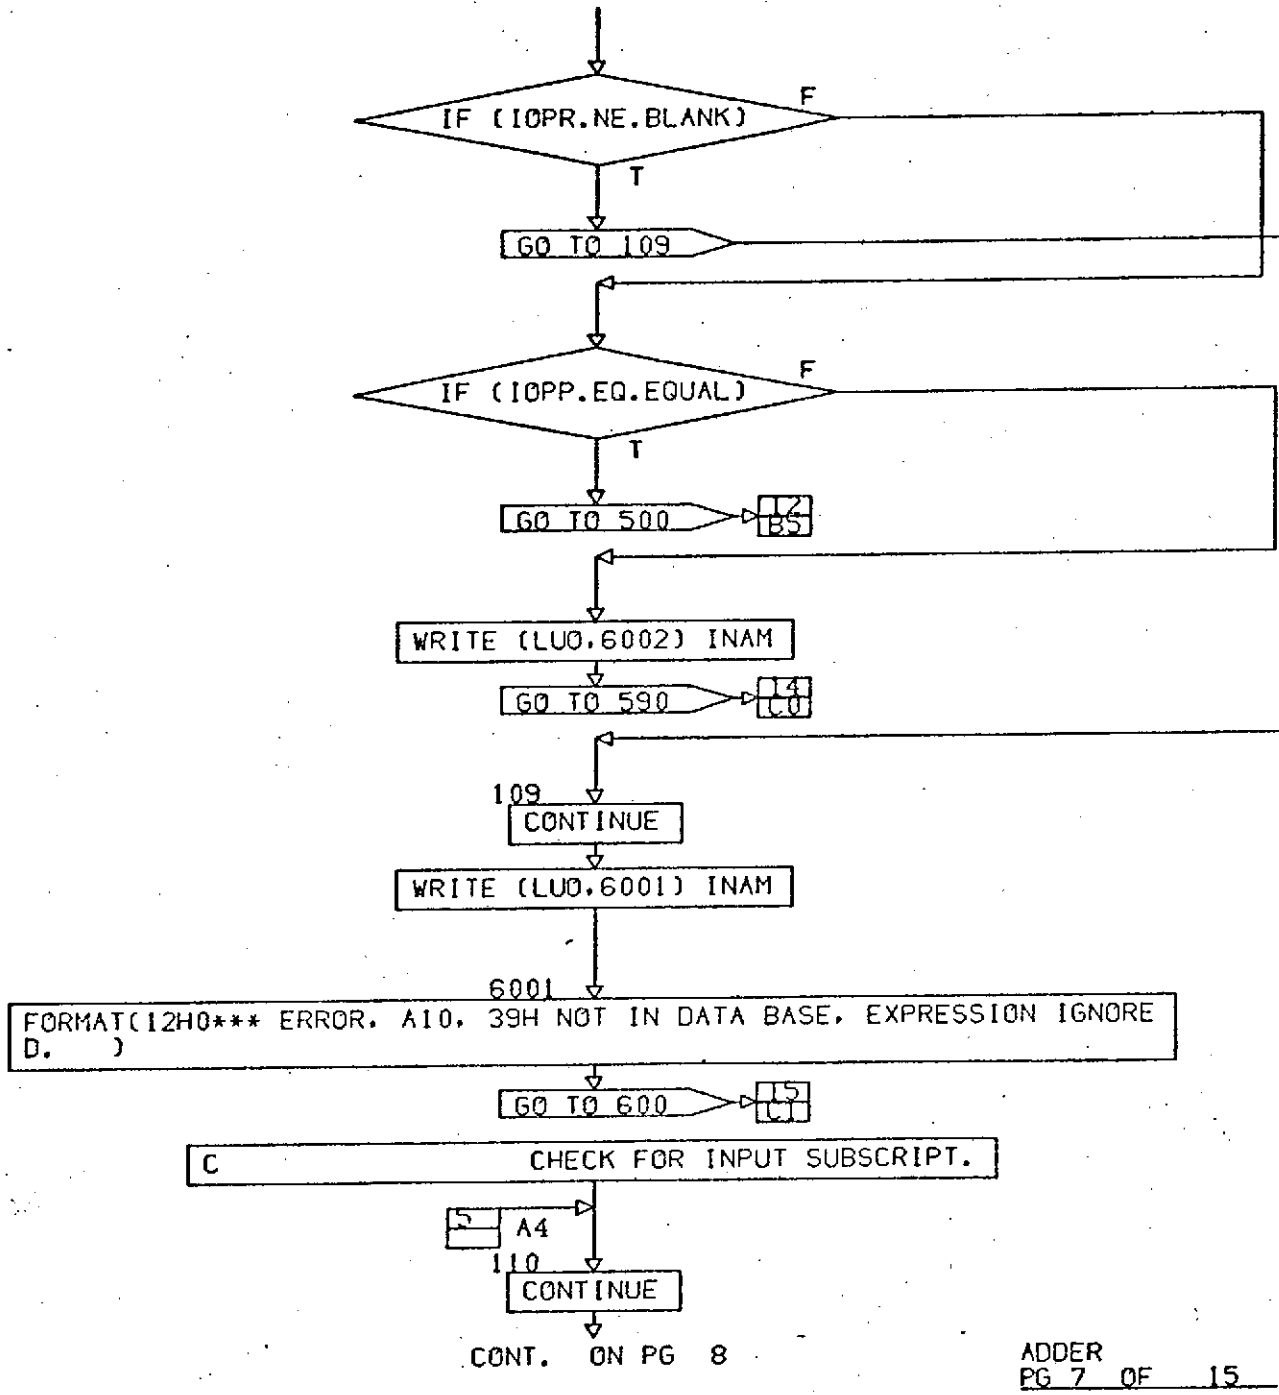 IF (IOPR.NE.BLANK)
F
T
GO TO 109
IF (IOPP.EQ.EQUAL)
F
T
GO TO 500
12
B5
WRITE (LUO,6002) INAM
GO TO 590
14
C0
109
CONTINUE
WRITE (LUO,6001) INAM
6001
FORMAT(12H0*** ERROR, A10, 39H NOT IN DATA BASE, EXPRESSION IGNORE
D. )
GO TO 600
15
C1
C CHECK FOR INPUT SUBSCRIPT.
5
A4
110
CONTINUE
CONT. ON PG 8
ADDER
PG 7 OF 15